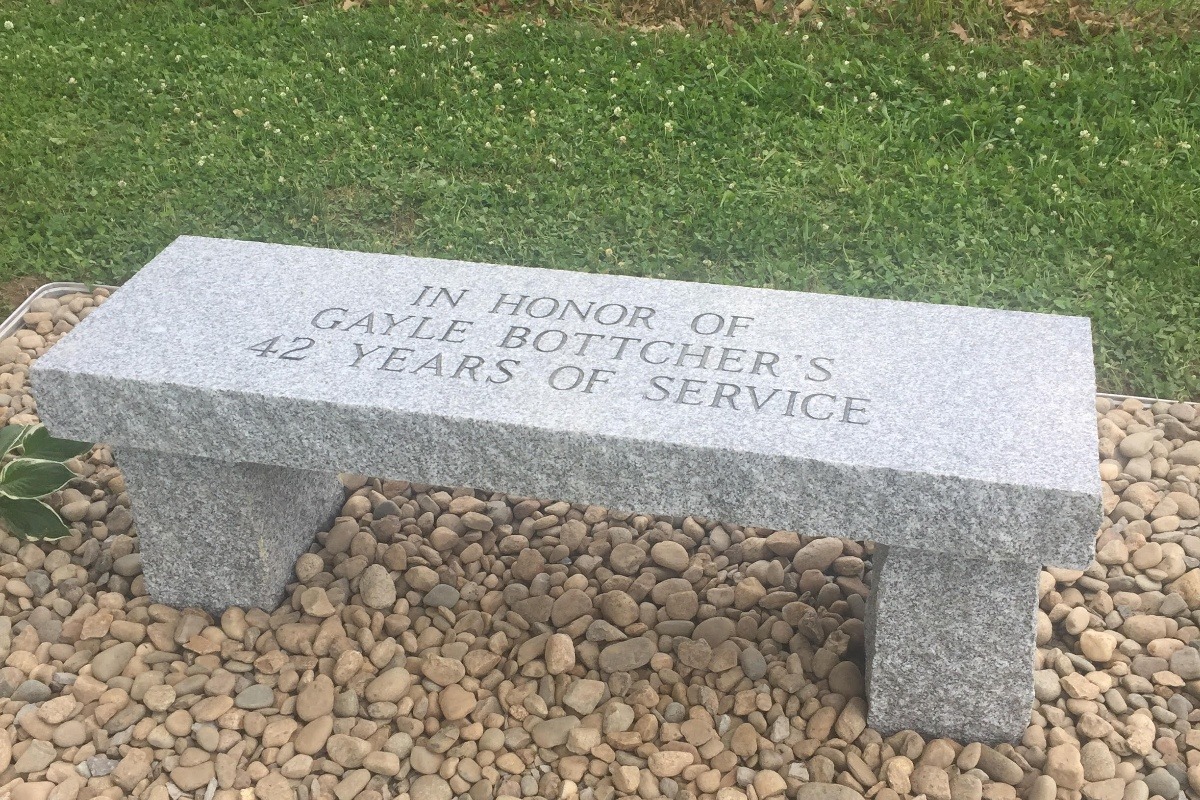 IN HONOR OF
GAYLE BOTTCHER'S
42 YEARS OF SERVICE